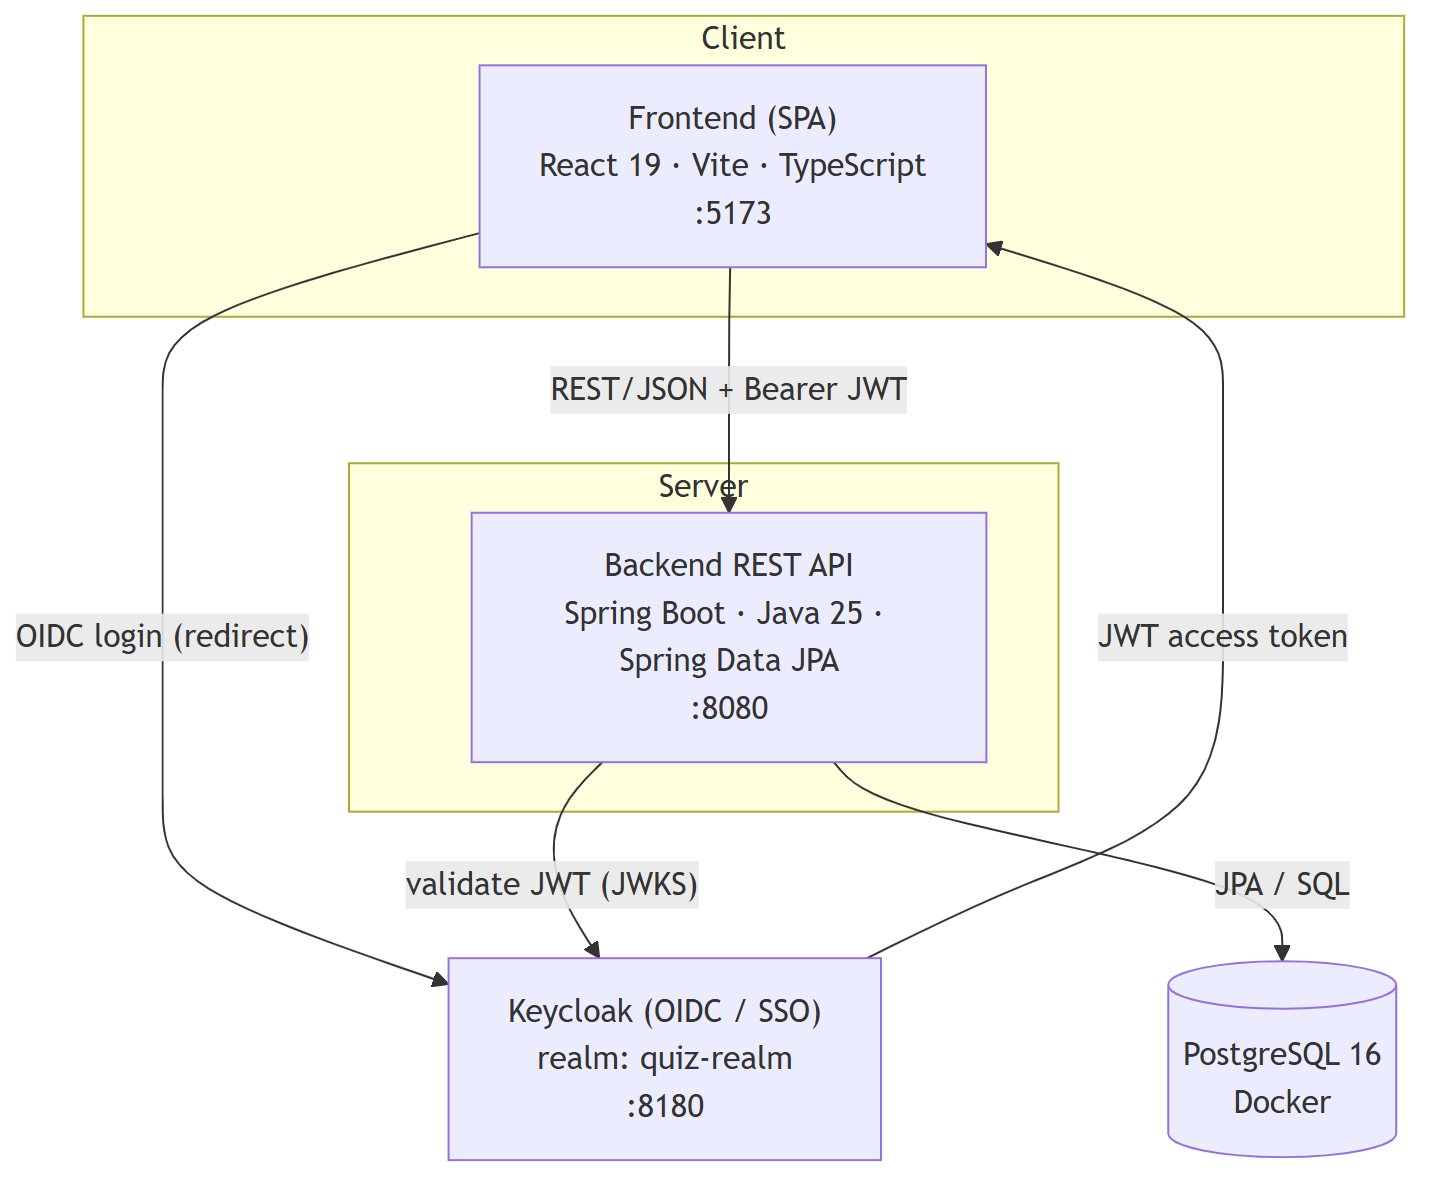 Client
Frontend (SPA)
React 19 · Vite · TypeScript
:5173
REST/JSON + Bearer JWT
Server
Backend REST API
Spring Boot · Java 25 ·
Spring Data JPA
:8080
OIDC login (redirect)
JWT access token
validate JWT (JWKS)
JPA / SQL
Keycloak (OIDC / SSO)
realm: quiz-realm
:8180
PostgreSQL 16
Docker